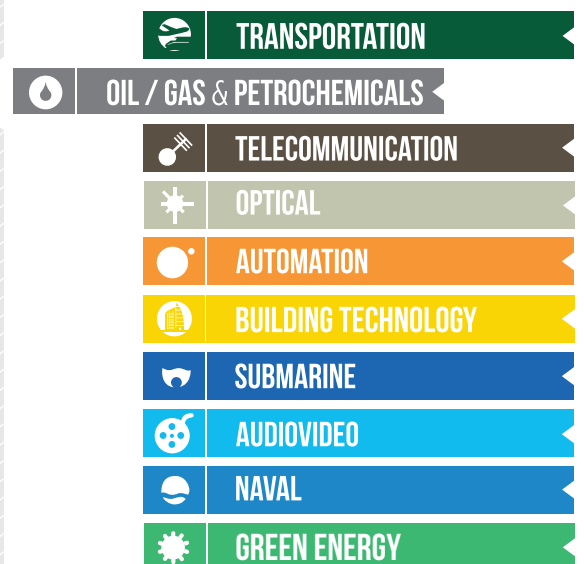 TRANSPORTATION
OIL / GAS & PETROCHEMICALS
TELECOMMUNICATION
OPTICAL
AUTOMATION
BUILDING TECHNOLOGY
SUBMARINE
AUDIOVIDEO
NAVAL
GREEN ENERGY